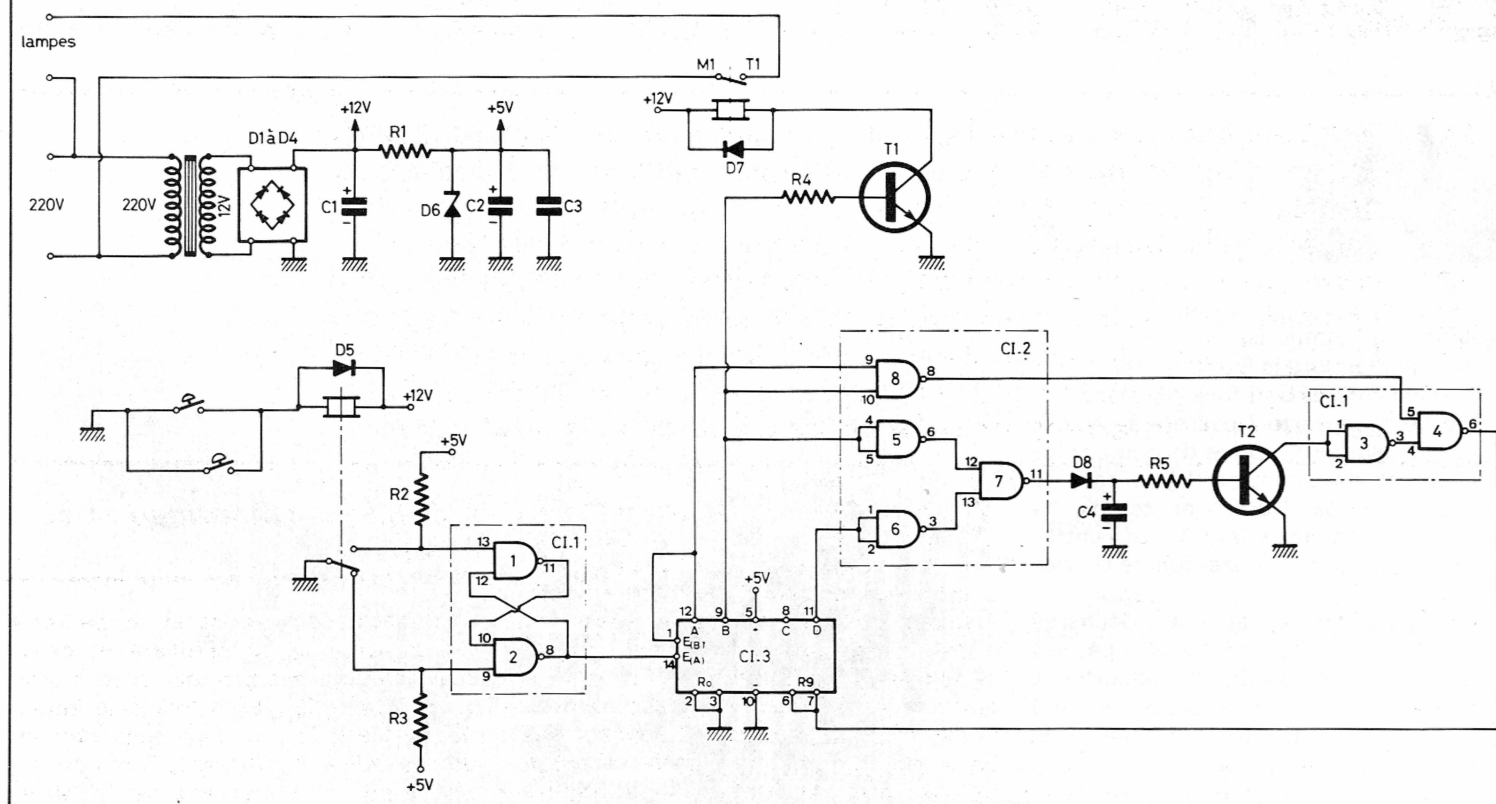 lampes
M1 T1
+12V
D7
T1
R4
D1àD4
+12V
R1
+5V
220V
220V
12V
C1
+
−
D6
C2
+
−
C3
D5
+12V
+5V
R2
R3
+5V
CI.1
13
12
1
11
10
9
2
8
CI.2
9
10
8
8
4
5
5
6
1
2
6
3
12
13
7
11
D8
C4
+
−
R5
T2
CI.1
1
2
3
3
5
4
4
6
+5V
12 9 5 8 11
A B - C D
1 E(B)
14 E(A)
CI.3
Ro - R9
2 3 10 6 7